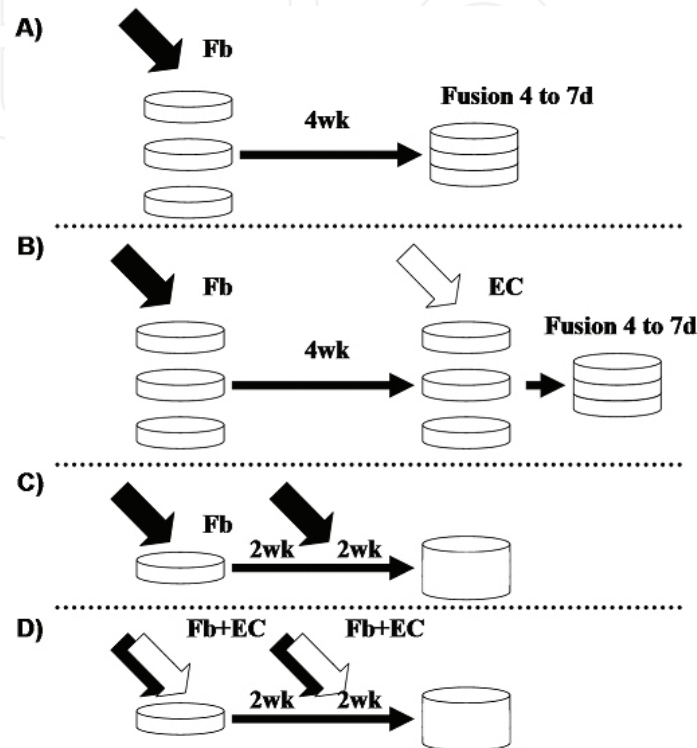 A)
Fb
4wk
Fusion 4 to 7d
B)
Fb
EC
4wk
Fusion 4 to 7d
C)
Fb
2wk 2wk
D)
Fb+EC Fb+EC
2wk 2wk